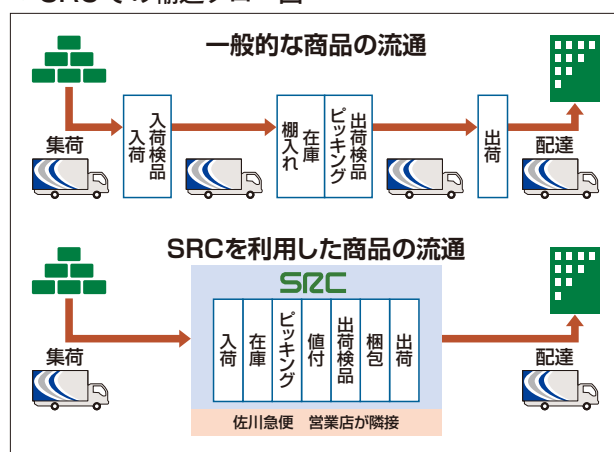 一般的な商品の流通
集荷
入荷
入荷検品
棚入れ
在庫
ピッキング
出荷検品
出荷
配達
SRCを利用した商品の流通
SRC
集荷
入荷
在庫
ピッキング
値付
出荷検品
梱包
出荷
配達
佐川急便 営業店が隣接